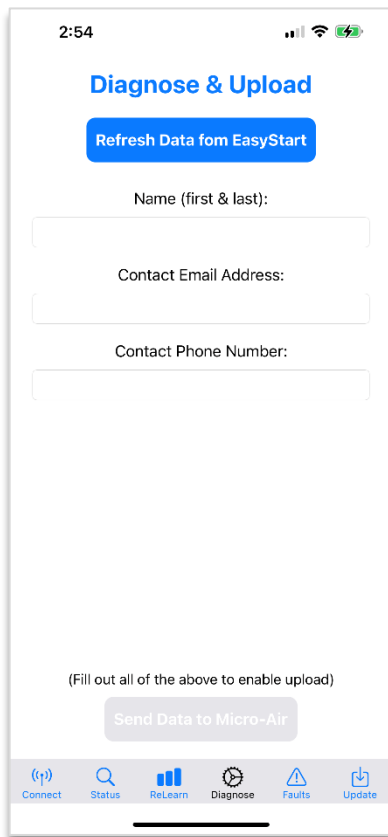 2:54
Diagnose & Upload
Refresh Data fom EasyStart
Name (first & last):
Contact Email Address:
Contact Phone Number:
(Fill out all of the above to enable upload)
Send Data to Micro-Air
Connect Status ReLearn Diagnose Faults Update